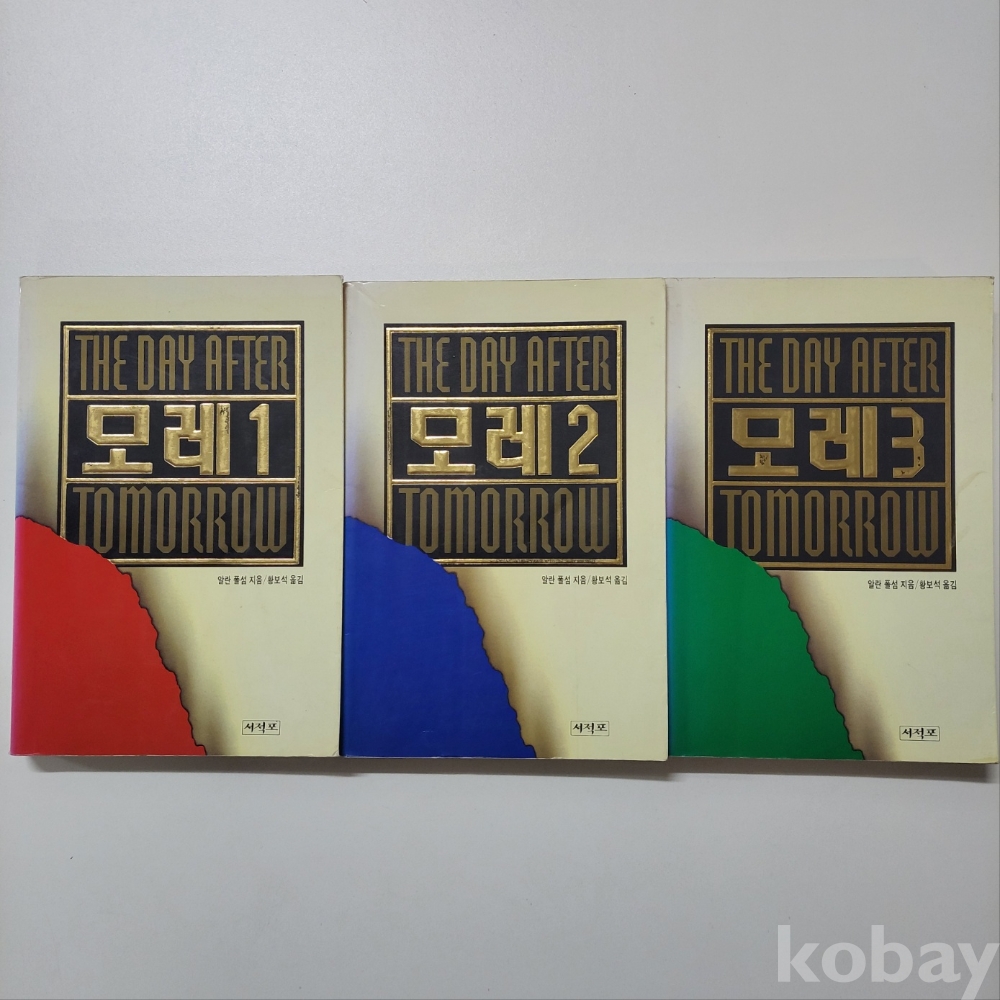 THE DAY AFTER
모레 1
TOMORROW
알란 폴섬 지음/황보석 옮김
서적포
THE DAY AFTER
모레 2
TOMORROW
알란 폴섬 지음/황보석 옮김
서적포
THE DAY AFTER
모레 3
TOMORROW
알란 폴섬 지음/황보석 옮김
서적포
kobay